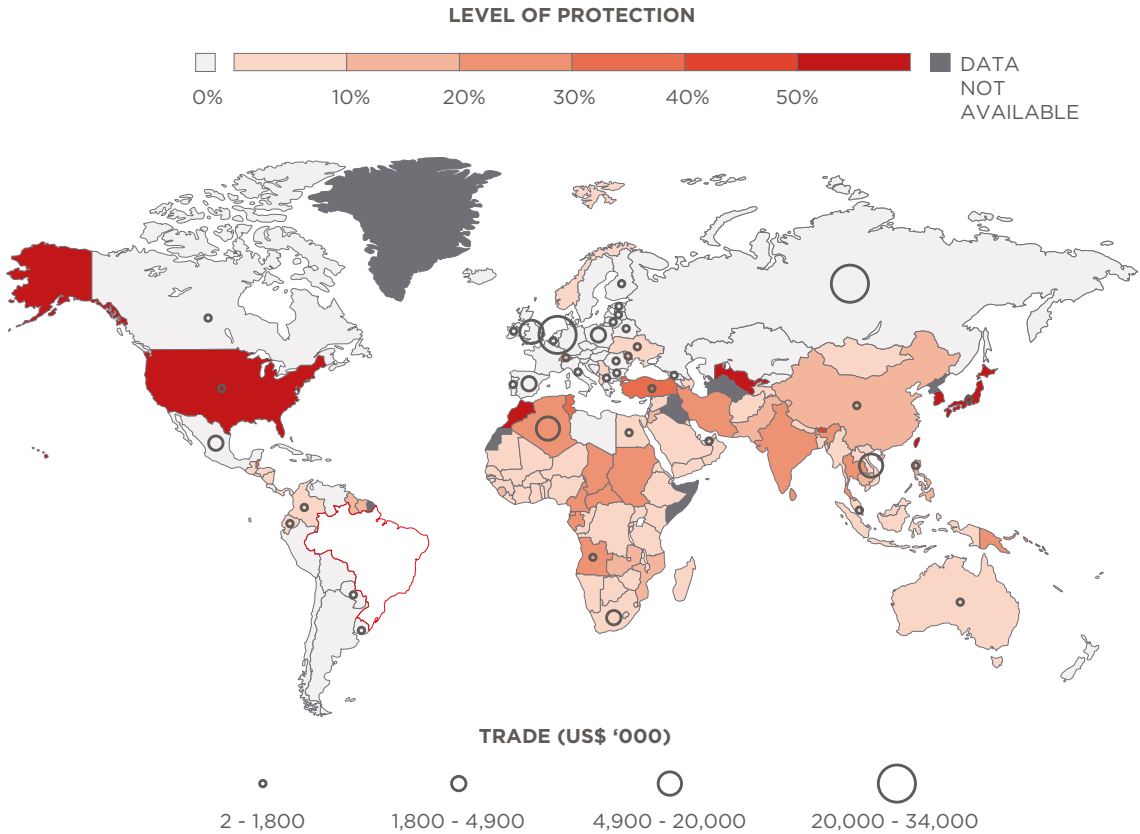 LEVEL OF PROTECTION
0% 10% 20% 30% 40% 50%
DATA
NOT
AVAILABLE
TRADE (US$ ‘000)
2 - 1,800 1,800 - 4,900 4,900 - 20,000 20,000 - 34,000